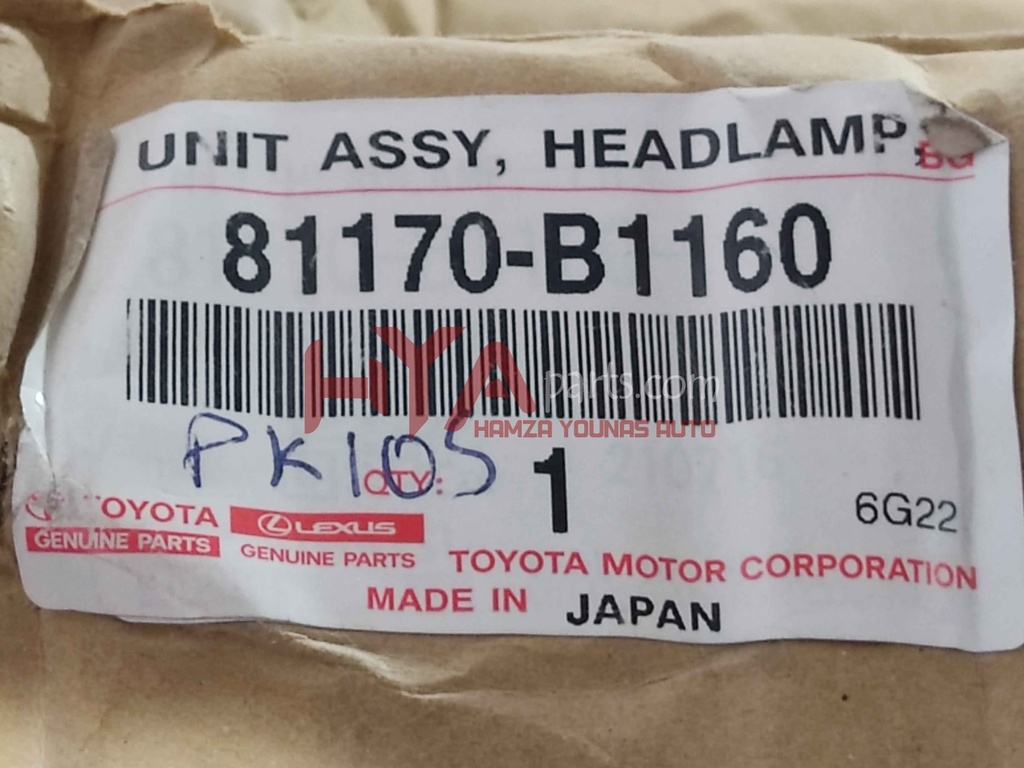 UNIT ASSY, HEADLAMP,
BG
81170-B1160
HYA parts.com
HAMZA YOUNAS AUTO
PK105
QTY: 1
6G22
TOYOTA
GENUINE PARTS
LEXUS
GENUINE PARTS
TOYOTA MOTOR CORPORATION
MADE IN JAPAN